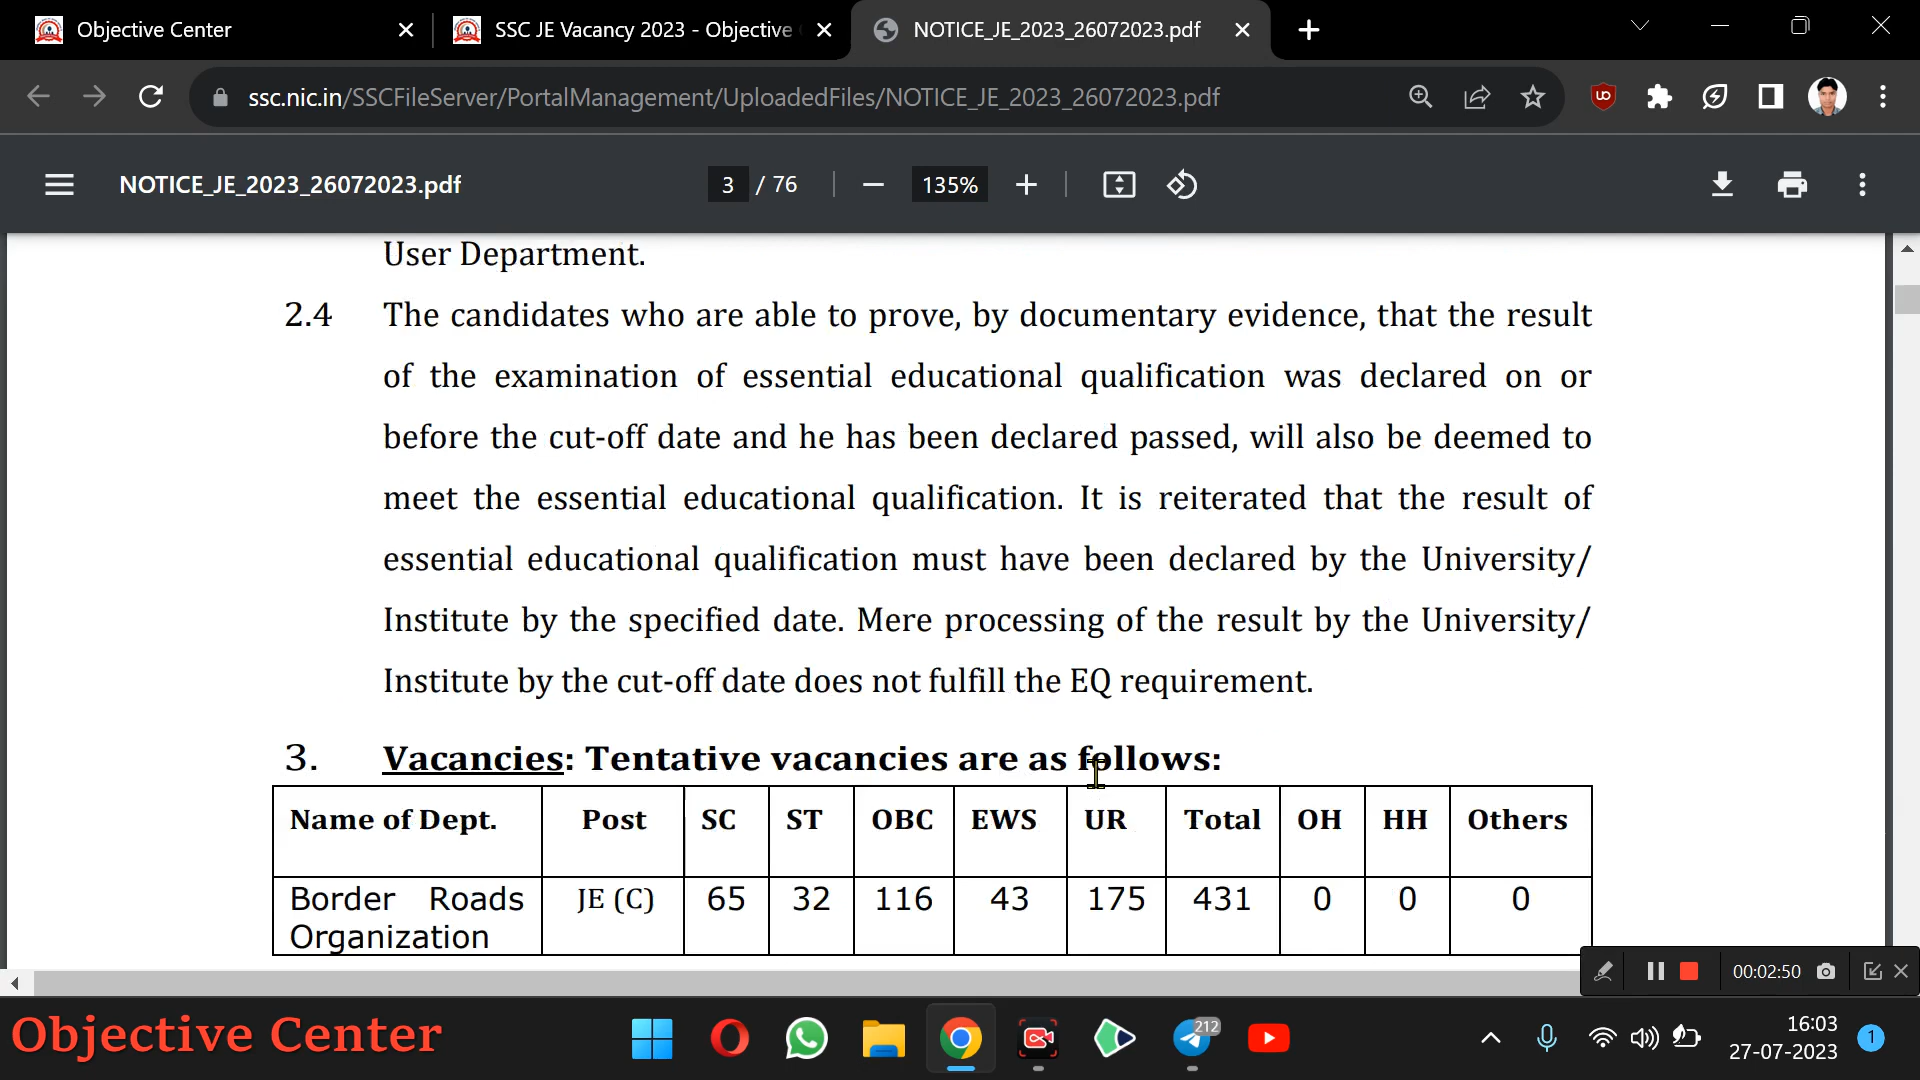 Objective Center
SSC JE Vacancy 2023 - Objective
NOTICE_JE_2023_26072023.pdf
ssc.nic.in/SSCFileServer/PortalManagement/UploadedFiles/NOTICE_JE_2023_26072023.pdf
NOTICE_JE_2023_26072023.pdf
3 / 76
135%
User Department.
2.4 The candidates who are able to prove, by documentary evidence, that the result
of the examination of essential educational qualification was declared on or
before the cut-off date and he has been declared passed, will also be deemed to
meet the essential educational qualification. It is reiterated that the result of
essential educational qualification must have been declared by the University/
Institute by the specified date. Mere processing of the result by the University/
Institute by the cut-off date does not fulfill the EQ requirement.
3. Vacancies: Tentative vacancies are as follows:
Name of Dept. Post SC ST OBC EWS UR Total OH HH Others
Border Roads JE (C) 65 32 116 43 175 431 0 0 0
Organization
00:02:50
Objective Center
212
16:03
27-07-2023
1